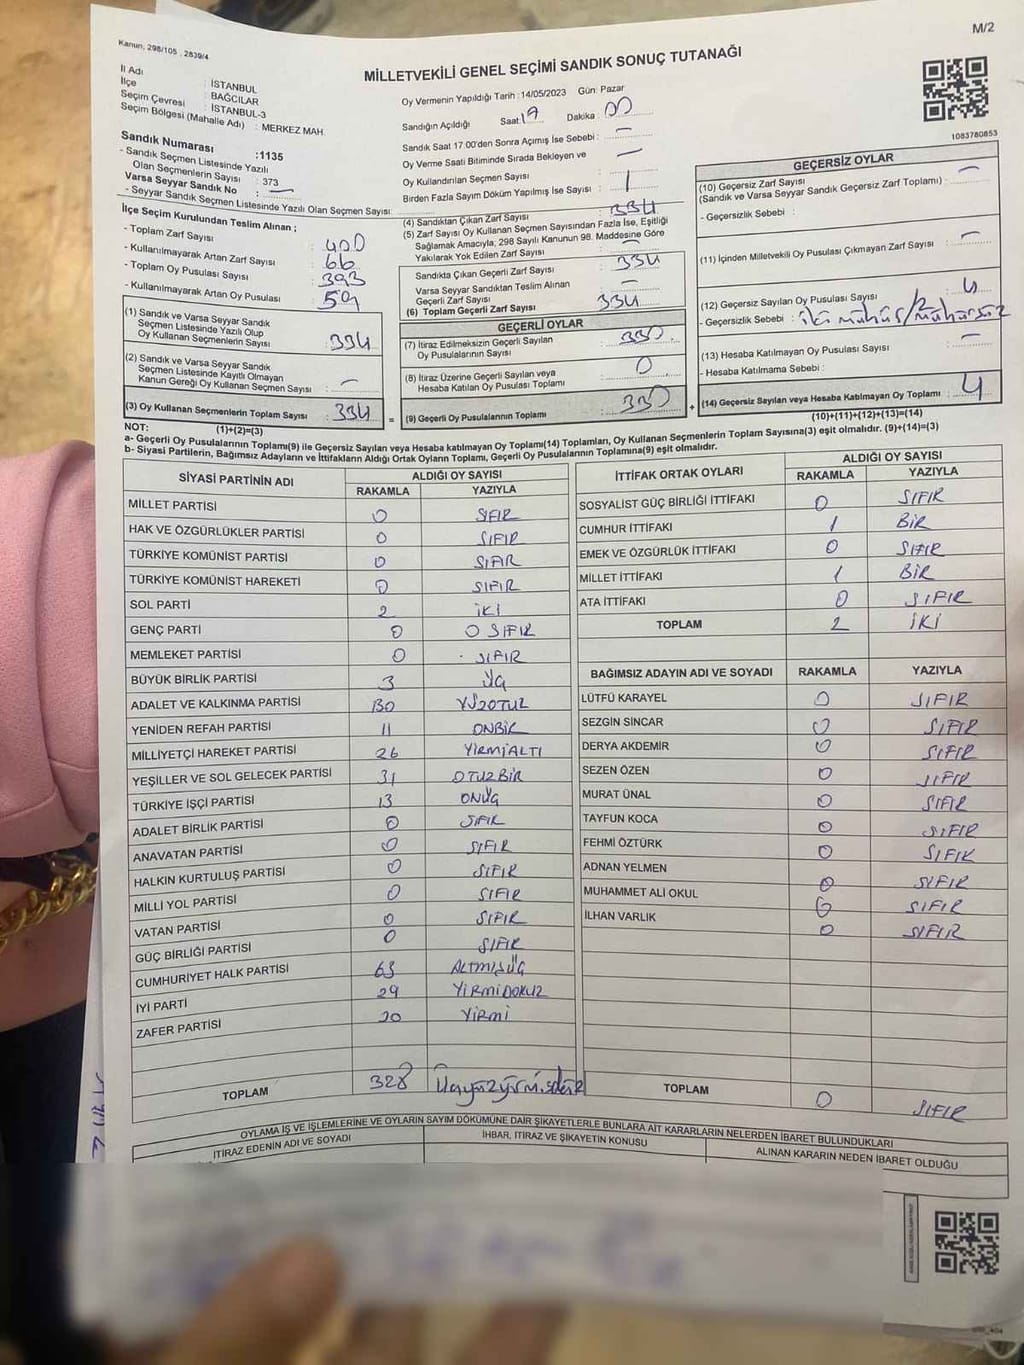 M/2
Kanun, 298/105 , 2839/4
MİLLETVEKİLİ GENEL SEÇİMİ SANDIK SONUÇ TUTANAĞI
İl Adı : İSTANBUL
İlçe : BAĞCILAR
Seçim Çevresi : İSTANBUL-3
Seçim Bölgesi (Mahalle Adı) : MERKEZ MAH.
Sandık Numarası :1135
- Sandık Seçmen Listesinde Yazılı
Olan Seçmenlerin Sayısı : 373
Varsa Seyyar Sandık No : —
- Seyyar Sandık Seçmen Listesinde Yazılı Olan Seçmen Sayısı:
Oy Vermenin Yapıldığı Tarih :14/05/2023 Gün: Pazar
Sandığın Açıldığı Saat: 19 Dakika : 00
Sandık Saat 17.00'den Sonra Açımış İse Sebebi : —
Oy Verme Saati Bitiminde Sırada Bekleyen ve —
Oy Kullandırılan Seçmen Sayısı :
Birden Fazla Sayım Döküm Yapılmış İse Sayısı : 1
İlçe Seçim Kurulundan Teslim Alınan ;
- Toplam Zarf Sayısı : 400
- Kullanılmayarak Artan Zarf Sayısı : 66
- Toplam Oy Pusulası Sayısı : 393
- Kullanılmayarak Artan Oy Pusulası : 59
(1) Sandık ve Varsa Seyyar Sandık
Seçmen Listesinde Yazılı Olup
Oy Kullanan Seçmenlerin Sayısı : 334
(2) Sandık ve Varsa Seyyar Sandık
Seçmen Listesinde Kayıtlı Olmayan
Kanun Gereği Oy Kullanan Seçmen Sayısı : —
(3) Oy Kullanan Seçmenlerin Toplam Sayısı : 334
(1)+(2)=(3)
(4) Sandıktan Çıkan Zarf Sayısı : 334
(5) Zarf Sayısı Oy Kullanan Seçmen Sayısından Fazla İse, Eşitliği
Sağlamak Amacıyla, 298 Sayılı Kanunun 98. Maddesine Göre
Yakılarak Yok Edilen Zarf Sayısı : —
Sandıkta Çıkan Geçerli Zarf Sayısı : 334
Varsa Seyyar Sandıktan Teslim Alınan
Geçerli Zarf Sayısı : —
(6) Toplam Geçerli Zarf Sayısı : 334
GEÇERLİ OYLAR
(7) İtiraz Edilmeksizin Geçerli Sayılan
Oy Pusulalarının Sayısı : 330
(8) İtiraz Üzerine Geçerli Sayılan veya
Hesaba Katılan Oy Pusulası Toplamı : 0
= (9) Geçerli Oy Pusulalarının Toplamı : 330 +
1083780853
GEÇERSİZ OYLAR
(10) Geçersiz Zarf Sayısı
(Sandık ve Varsa Seyyar Sandık Geçersiz Zarf Toplamı) : —
- Geçersizlik Sebebi :
(11) İçinden Milletvekili Oy Pusulası Çıkmayan Zarf Sayısı : —
(12) Geçersiz Sayılan Oy Pusulası Sayısı : 4
- Geçersizlik Sebebi : iki mühür/mühürsüz
(13) Hesaba Katılmayan Oy Pusulası Sayısı : —
- Hesaba Katılmama Sebebi :
(14) Geçersiz Sayılan veya Hesaba Katılmayan Oy Toplamı : 4
(10)+(11)+(12)+(13)=(14)
NOT:
a- Geçerli Oy Pusulalarının Toplamı(9) ile Geçersiz Sayılan veya Hesaba katılmayan Oy Toplamı(14) Toplamları, Oy Kullanan Seçmenlerin Toplam Sayısına(3) eşit olmalıdır. (9)+(14)=(3)
b- Siyasi Partilerin, Bağımsız Adayların ve İttifakların Aldığı Ortak Oyların Toplamı, Geçerli Oy Pusulalarının Toplamına(9) eşit olmalıdır.
SİYASİ PARTİNİN ADI ALDIĞI OY SAYISI
RAKAMLA YAZIYLA
MİLLET PARTİSİ 0 SIFIR
HAK VE ÖZGÜRLÜKLER PARTİSİ 0 SIFIR
TÜRKİYE KOMÜNİST PARTİSİ 0 SIFIR
TÜRKİYE KOMÜNİST HAREKETİ 0 SIFIR
SOL PARTİ 2 İKİ
GENÇ PARTİ 0 0 SIFIR
MEMLEKET PARTİSİ 0 SIFIR
BÜYÜK BİRLİK PARTİSİ 3 ÜÇ
ADALET VE KALKINMA PARTİSİ 130 YÜZOTUZ
YENİDEN REFAH PARTİSİ 11 ONBİR
MİLLİYETÇİ HAREKET PARTİSİ 26 YİRMİALTI
YEŞİLLER VE SOL GELECEK PARTİSİ 31 OTUZBİR
TÜRKİYE İŞÇİ PARTİSİ 13 ONÜÇ
ADALET BİRLİK PARTİSİ 0 SIFIR
ANAVATAN PARTİSİ 0 SIFIR
HALKIN KURTULUŞ PARTİSİ 0 SIFIR
MİLLİ YOL PARTİSİ 0 SIFIR
VATAN PARTİSİ 0 SIFIR
GÜÇ BİRLİĞİ PARTİSİ 0 SIFIR
CUMHURİYET HALK PARTİSİ 63 ALTMIŞÜÇ
İYİ PARTİ 29 YİRMİDOKUZ
ZAFER PARTİSİ 20 YİRMİ
TOPLAM 328 Üçyüzyirmisekiz
İTTİFAK ORTAK OYLARI ALDIĞI OY SAYISI
RAKAMLA YAZIYLA
SOSYALİST GÜÇ BİRLİĞİ İTTİFAKI 0 SIFIR
CUMHUR İTTİFAKI 1 BİR
EMEK VE ÖZGÜRLÜK İTTİFAKI 0 SIFIR
MİLLET İTTİFAKI 1 BİR
ATA İTTİFAKI 0 SIFIR
TOPLAM 2 İKİ
BAĞIMSIZ ADAYIN ADI VE SOYADI RAKAMLA YAZIYLA
LÜTFÜ KARAYEL 0 SIFIR
SEZGİN SİNCAR 0 SIFIR
DERYA AKDEMİR 0 SIFIR
SEZEN ÖZEN 0 SIFIR
MURAT ÜNAL 0 SIFIR
TAYFUN KOCA 0 SIFIR
FEHMİ ÖZTÜRK 0 SIFIR
ADNAN YELMEN 0 SIFIR
MUHAMMET ALİ OKUL 0 SIFIR
İLHAN VARLIK 0 SIFIR
TOPLAM 0 SIFIR
OYLAMA İŞ VE İŞLEMLERİNE VE OYLARIN SAYIM DÖKÜMÜNE DAİR ŞİKAYETLERLE BUNLARA AİT KARARLARIN NELERDEN İBARET BULUNDUKLARI
İTİRAZ EDENİN ADI VE SOYADI İHBAR, İTİRAZ VE ŞİKAYETİN KONUSU ALINAN KARARIN NEDEN İBARET OLDUĞU